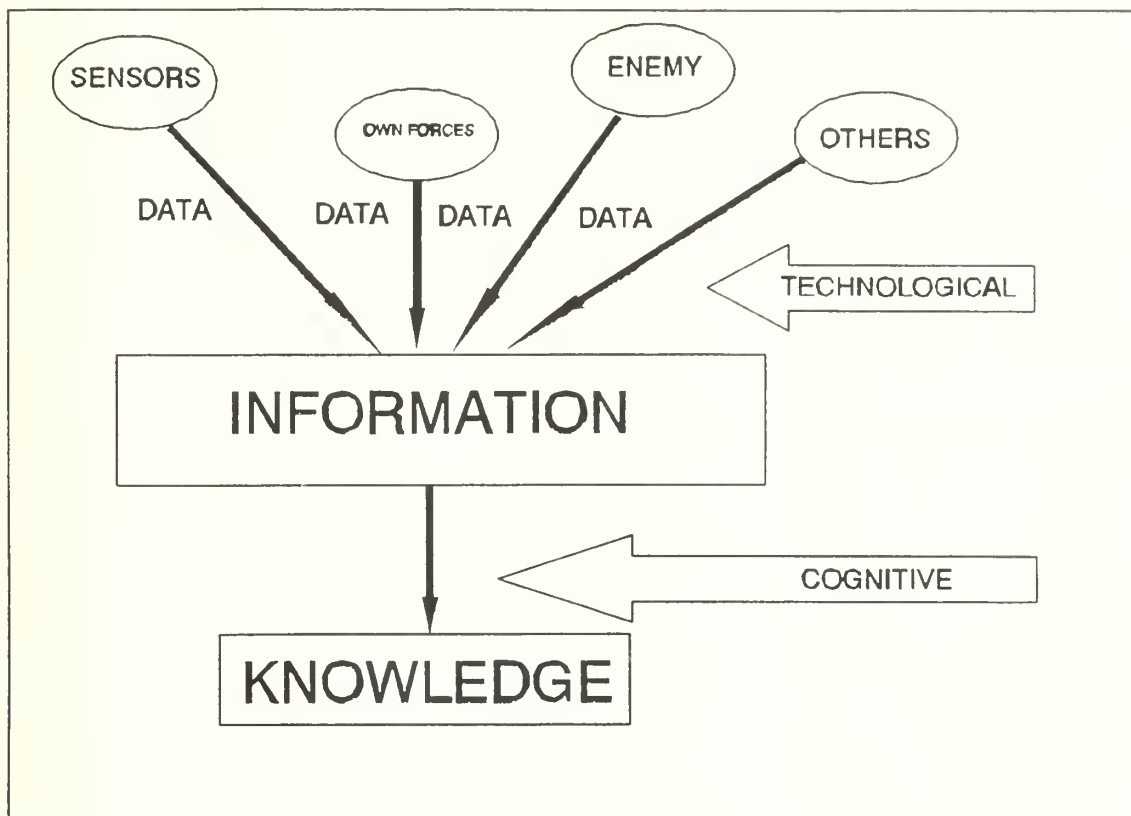 SENSORS
OWN FORCES
ENEMY
OTHERS
DATA
DATA
DATA
DATA
TECHNOLOGICAL
INFORMATION
COGNITIVE
KNOWLEDGE